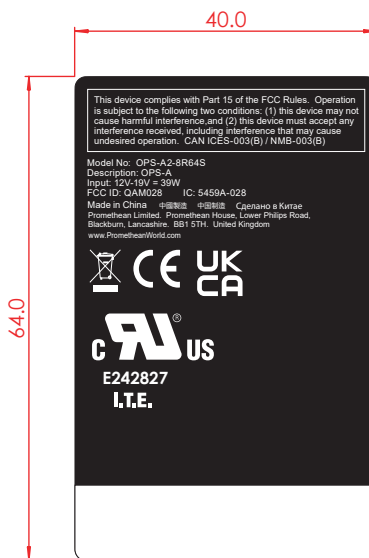 40.0
64.0
This device complies with Part 15 of the FCC Rules. Operation
is subject to the following two conditions: (1) this device may not
cause harmful interference,and (2) this device must accept any
interference received, including interference that may cause
undesired operation. CAN ICES-003(B) / NMB-003(B)
Model No: OPS-A2-8R64S
Description: OPS-A
Input: 12V-19V = 39W
FCC ID: QAM028 IC: 5459A-028
Made in China 中國製造 中国制造 Сделано в Китае
Promethean Limited. Promethean House, Lower Philips Road,
Blackburn, Lancashire. BB1 5TH. United Kingdom
www.PrometheanWorld.com
CE UK
CA
C RU ® US
E242827
I.T.E.